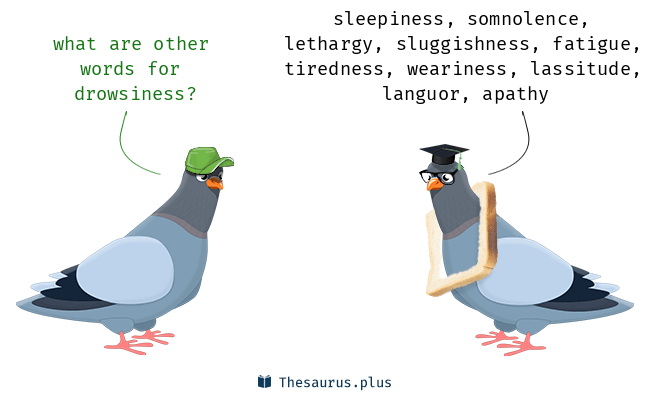 what are other
words for
drowsiness?
sleepiness, somnolence,
lethargy, sluggishness, fatigue,
tiredness, weariness, lassitude,
languor, apathy
Thesaurus.plus